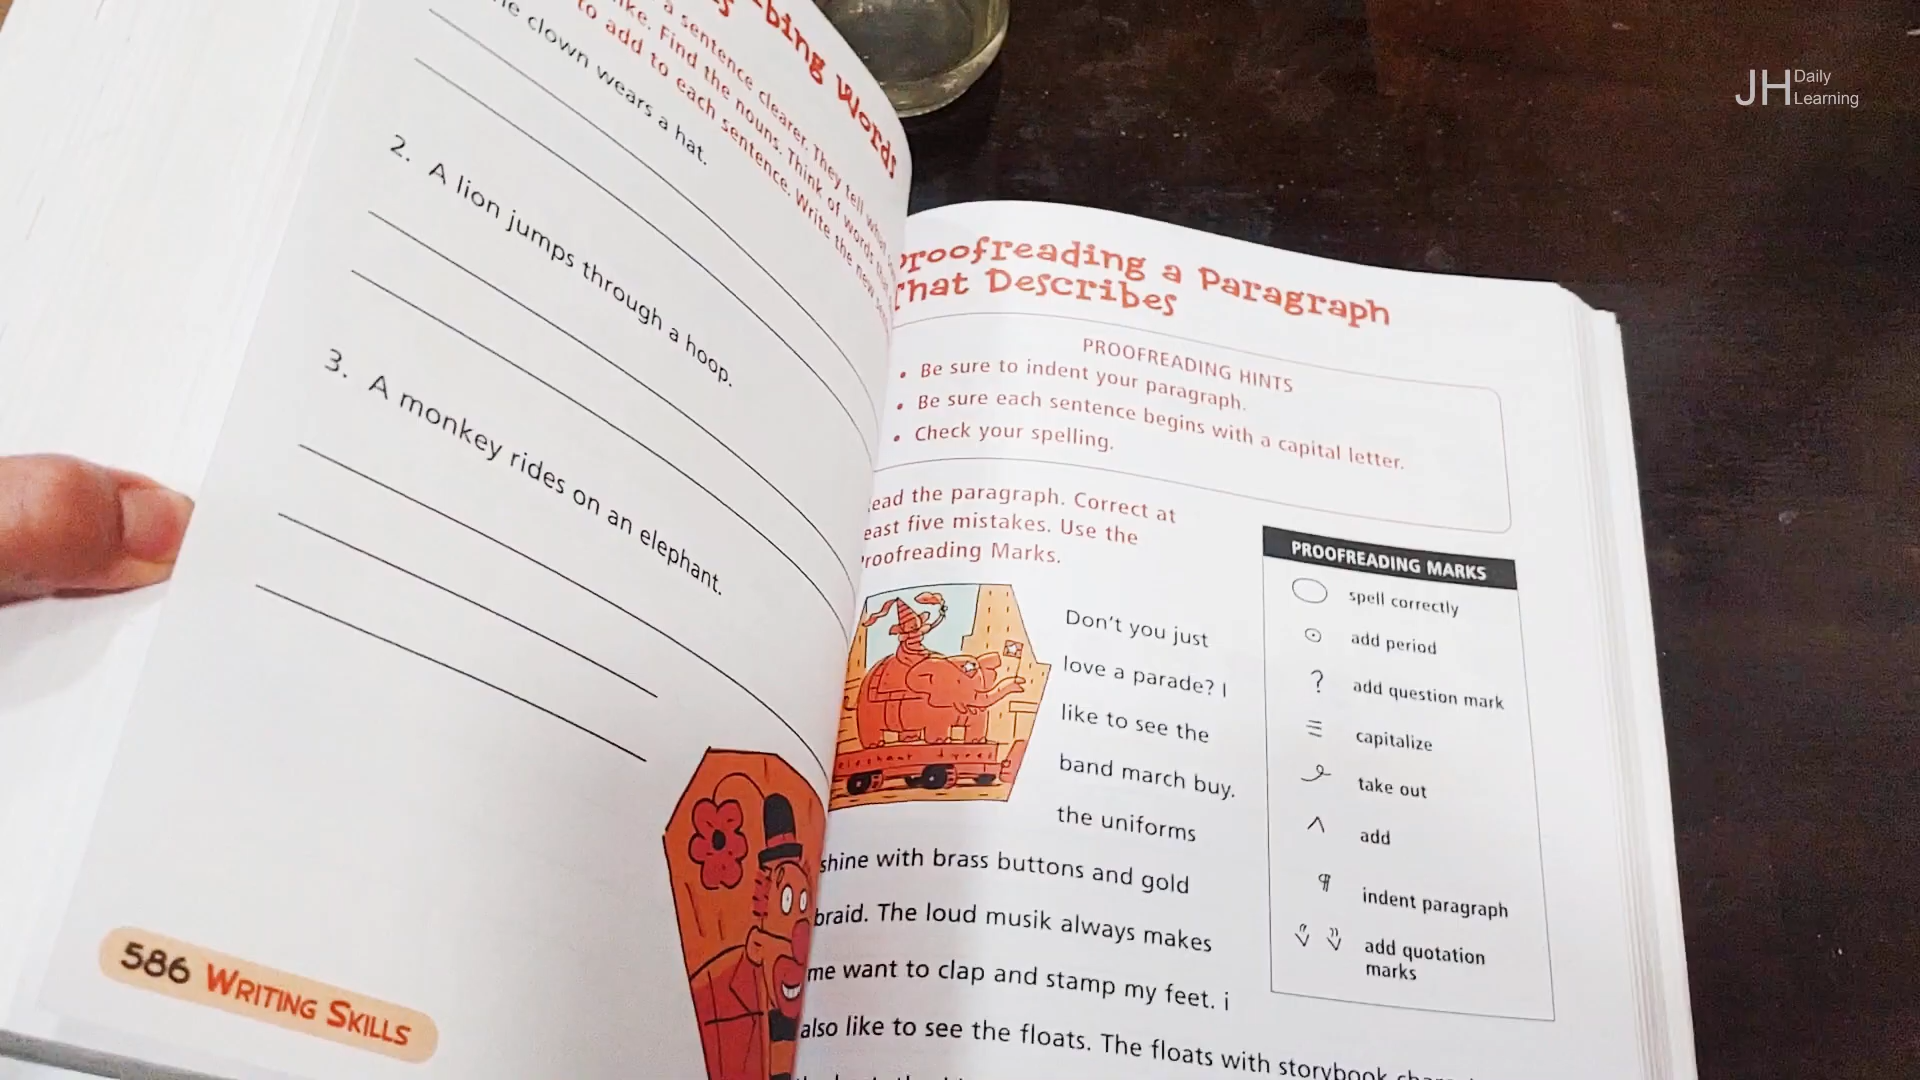 a sentence clearer. They tell what
Find the nouns. Think of words
to add to each sentence. Write the new
clown wears a hat.
2. A lion jumps through a hoop.
3. A monkey rides on an elephant.
586 WRITING SKILLS
Proofreading a Paragraph
That Describes
PROOFREADING HINTS
• Be sure to indent your paragraph.
• Be sure each sentence begins with a capital letter.
• Check your spelling.
ead the paragraph. Correct at
east five mistakes. Use the
roofreading Marks.
Don't you just
love a parade? I
like to see the
band march buy.
the uniforms
shine with brass buttons and gold
braid. The loud musik always makes
me want to clap and stamp my feet. i
also like to see the floats. The floats with storybook
PROOFREADING MARKS
spell correctly
add period
? add question mark
capitalize
take out
add
¶ indent paragraph
add quotation
marks
JH Daily
Learning